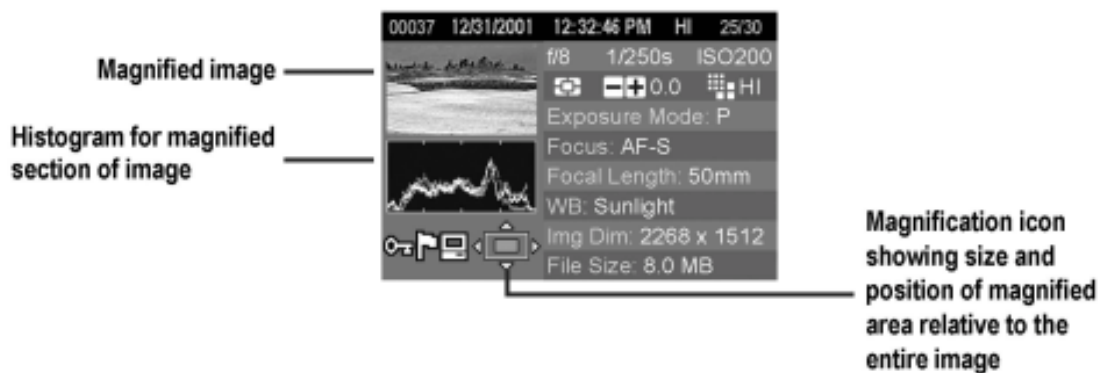 00037 12/31/2001 12:32:46 PM HI 25/30
f/8 1/250s ISO200
0.0 HI
Exposure Mode: P
Focus: AF-S
Focal Length: 50mm
WB: Sunlight
Img Dim: 2268 x 1512
File Size: 8.0 MB
Magnified image
Histogram for magnified
section of image
Magnification icon
showing size and
position of magnified
area relative to the
entire image